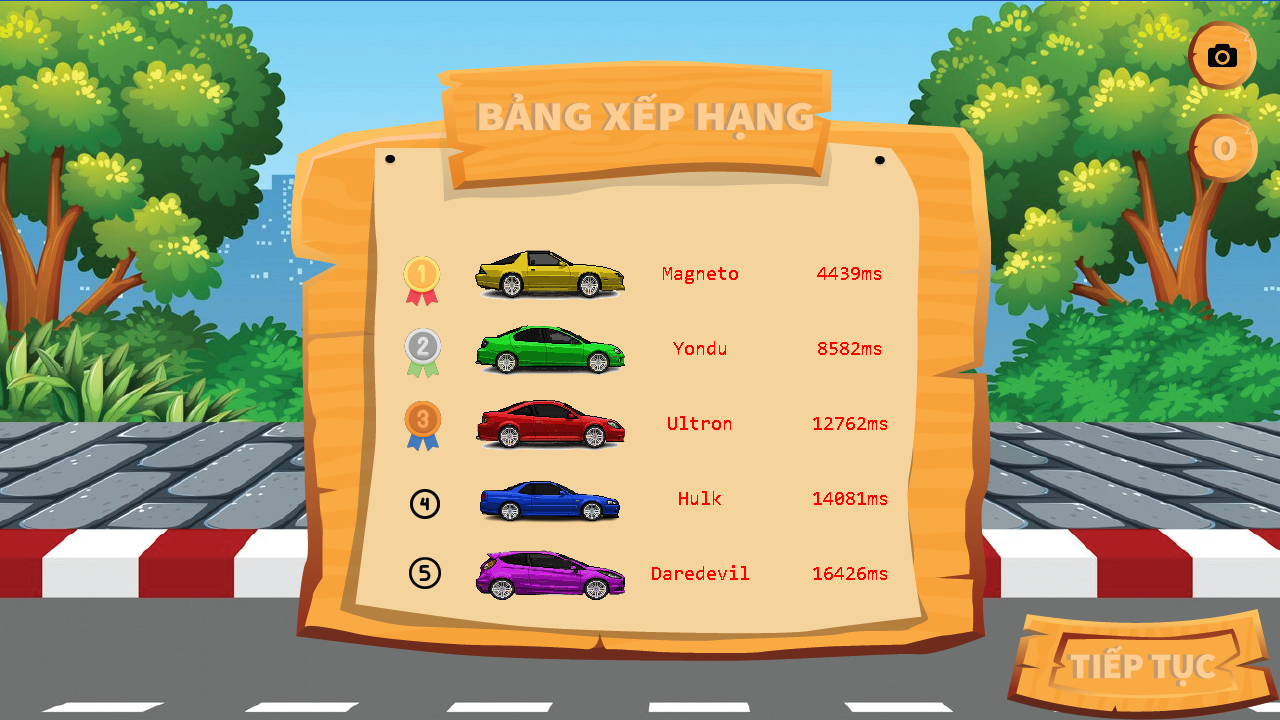 BẢNG XẾP HẠNG
0
1 Magneto 4439ms
2 Yondu 8582ms
3 Ultron 12762ms
4 Hulk 14081ms
5 Daredevil 16426ms
TIẾP TỤC